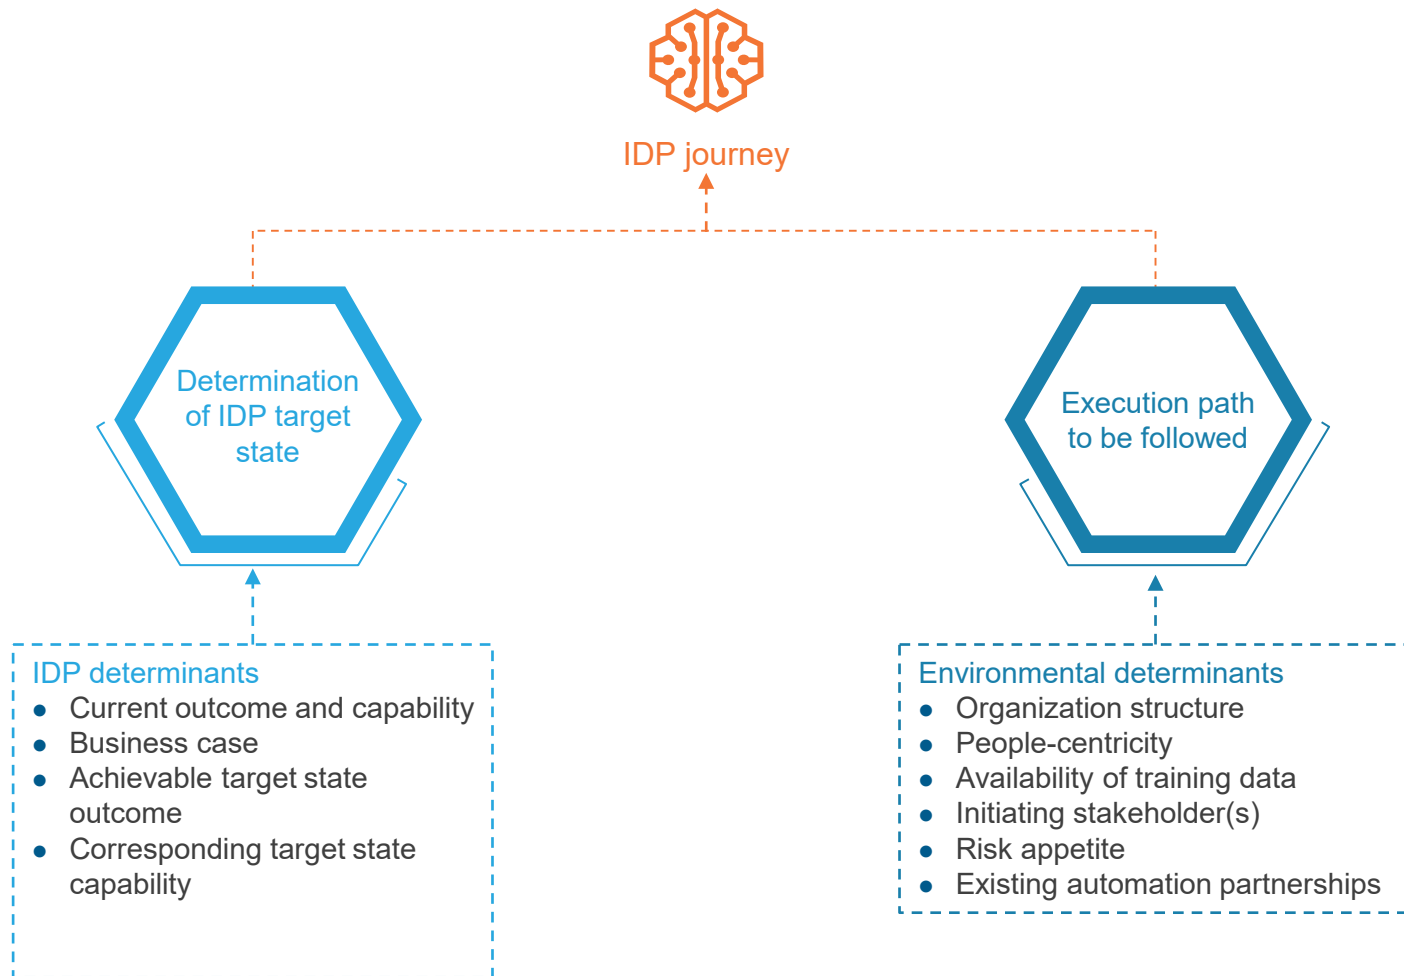 IDP journey
Determination
of IDP target
state
Execution path
to be followed
IDP determinants
● Current outcome and capability
● Business case
● Achievable target state
outcome
● Corresponding target state
capability
Environmental determinants
● Organization structure
● People-centricity
● Availability of training data
● Initiating stakeholder(s)
● Risk appetite
● Existing automation partnerships